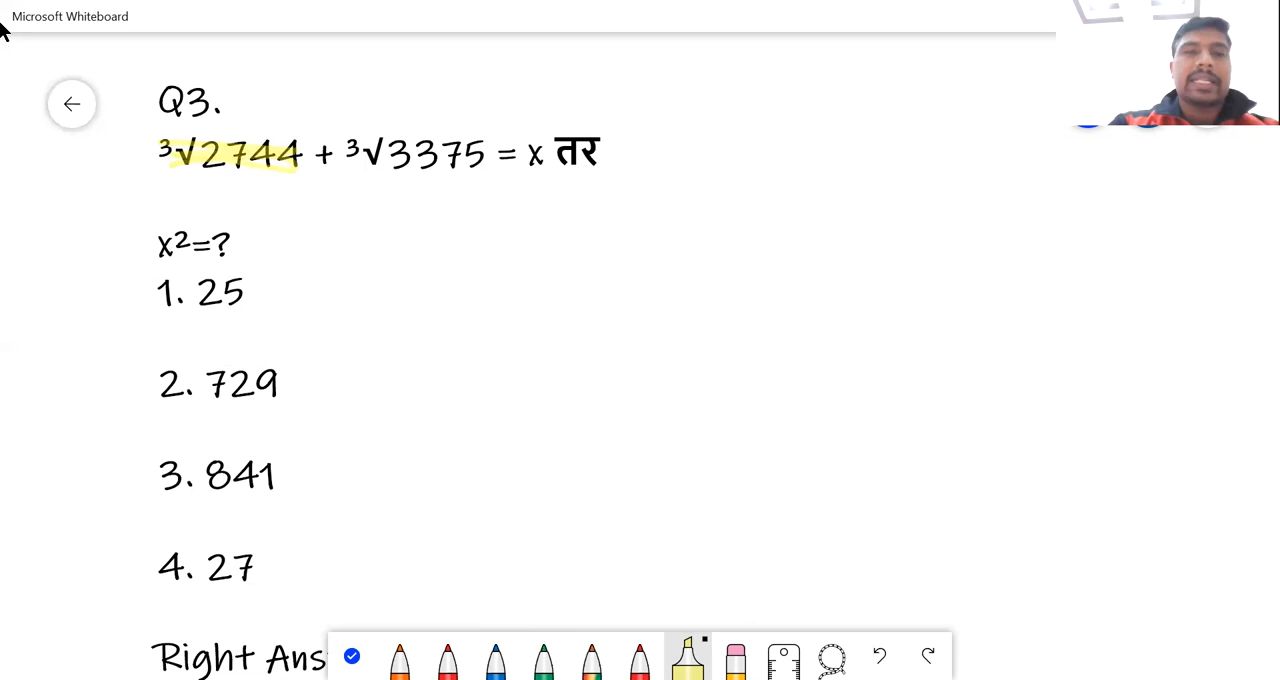 Microsoft Whiteboard
Q3.
³√2744 + ³√3375 = x तर
x²=?
1. 25
2. 729
3. 841
4. 27
Right Ans